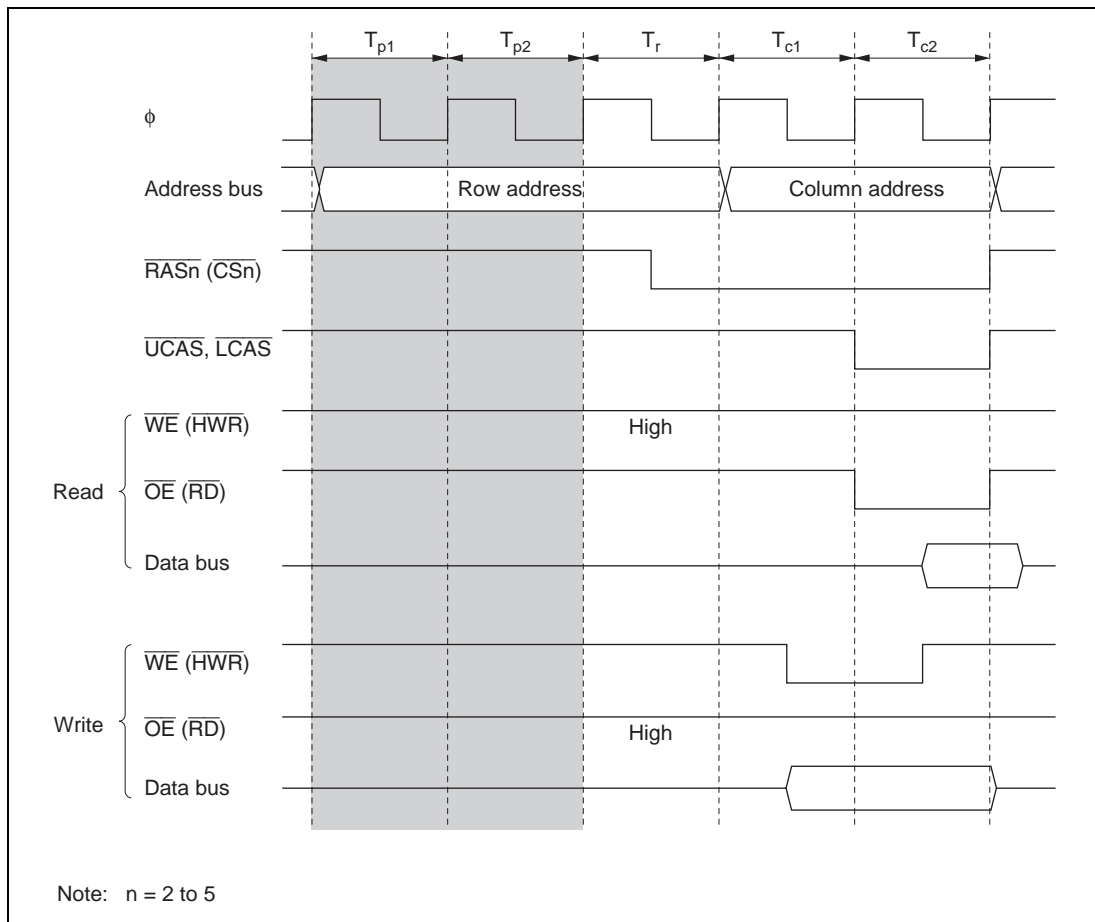 Tp1 Tp2 Tr Tc1 Tc2
ϕ
Address bus Row address Column address
RASn (CSn)
UCAS, LCAS
WE (HWR) High
Read OE (RD)
Data bus
WE (HWR)
Write OE (RD) High
Data bus
Note: n = 2 to 5